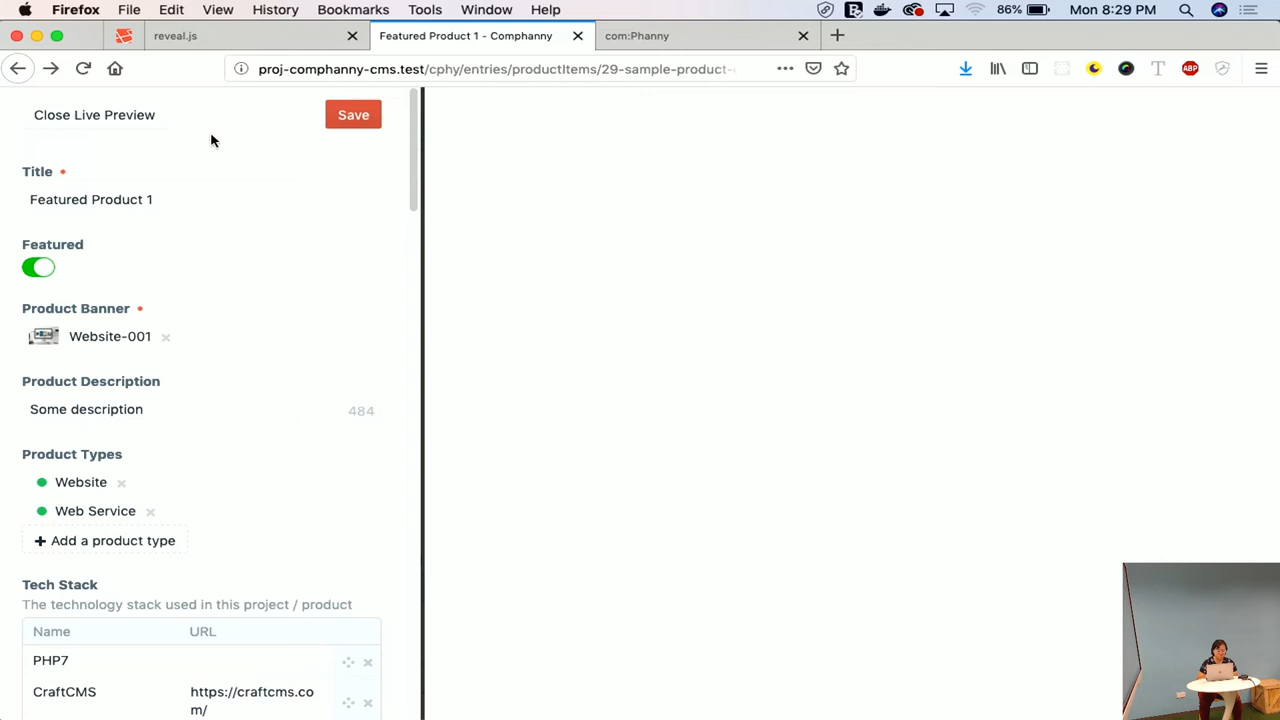 Firefox File Edit View History Bookmarks Tools Window Help 86% Mon 8:29 PM
reveal.js Featured Product 1 - Comphanny com:Phanny
proj-comphanny-cms.test/cphy/entries/productItems/29-sample-product-
ABP
Close Live Preview Save
Title *
Featured Product 1
Featured
Product Banner *
Website-001
Product Description
Some description 484
Product Types
Website
Web Service
Add a product type
Tech Stack
The technology stack used in this project / product
Name URL
PHP7
CraftCMS https://craftcms.co
m/